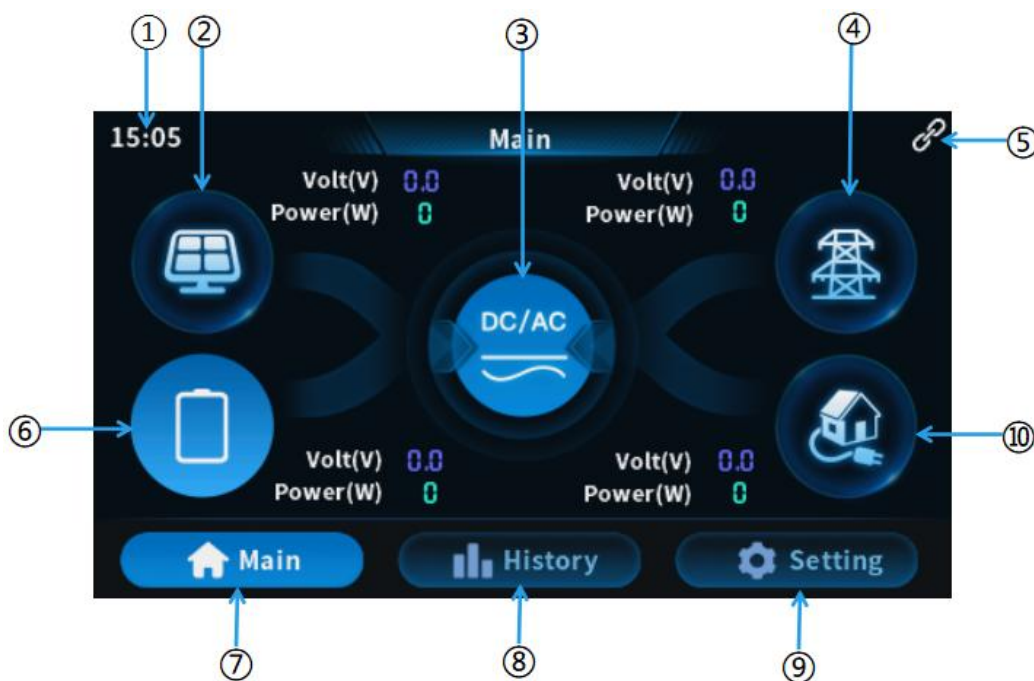 ① ② ③ ④
15:05 Main ⑤
Volt(V) 0.0 Volt(V) 0.0
Power(W) 0 Power(W) 0
DC/AC
⑥ ⑩
Volt(V) 0.0 Volt(V) 0.0
Power(W) 0 Power(W) 0
Main History Setting
⑦ ⑧ ⑨